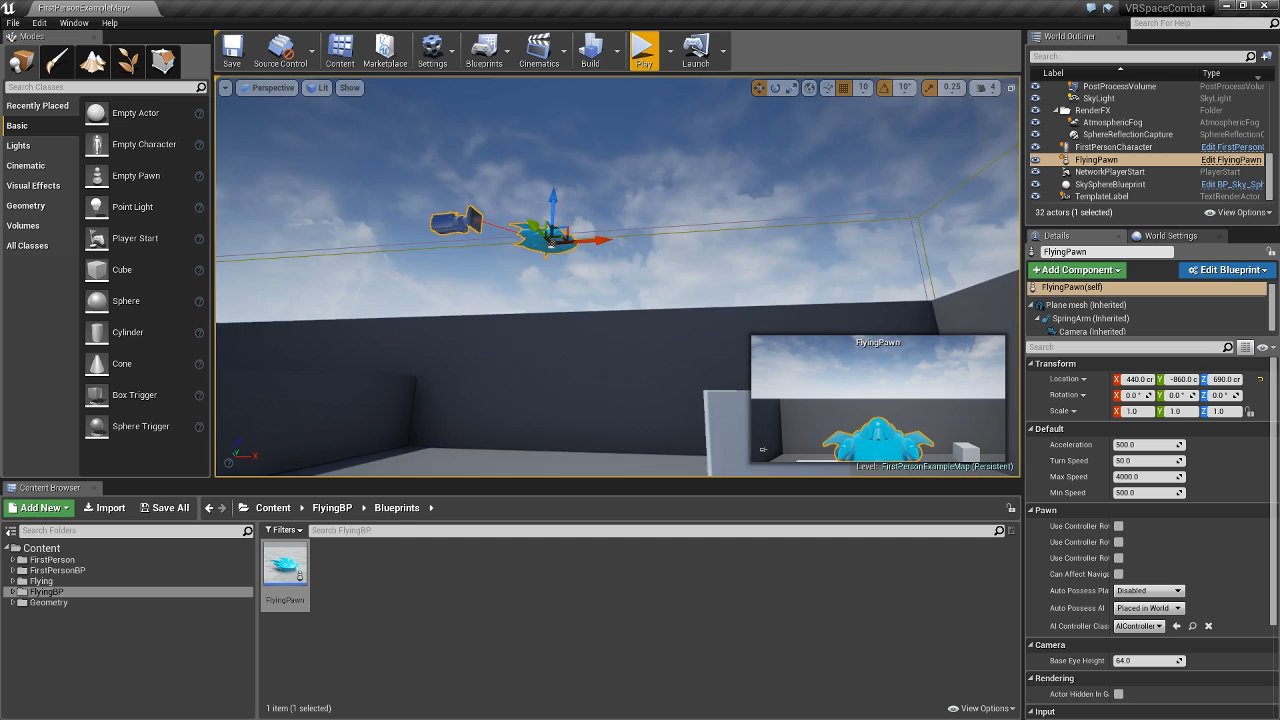 FirstPersonExampleMap*
VRSpaceCombat
File Edit Window Help
Search For Help
Modes
Search Classes
Recently Placed
Basic
Lights
Cinematic
Visual Effects
Geometry
Volumes
All Classes
Empty Actor
Empty Character
Empty Pawn
Point Light
Player Start
Cube
Sphere
Cylinder
Cone
Box Trigger
Sphere Trigger
Save Source Control Content Marketplace Settings Blueprints Cinematics Build Play Launch
Perspective Lit Show
10 10° 0.25 4
FlyingPawn
Level: FirstPersonExampleMap (Persistent)
World Outliner
Search
Label Type
PostProcessVolume PostProcessVolu
SkyLight SkyLight
RenderFX Folder
AtmosphericFog AtmosphericFog
SphereReflectionCapture SphereReflectionC
FirstPersonCharacter Edit FirstPerson
FlyingPawn Edit FlyingPawn
NetworkPlayerStart PlayerStart
SkySphereBlueprint Edit BP_Sky_Sph
TemplateLabel TextRenderActor
32 actors (1 selected) View Options
Details World Settings
FlyingPawn
Add Component Edit Blueprint
FlyingPawn(self)
Plane mesh (Inherited)
SpringArm (Inherited)
Camera (Inherited)
Search
Transform
Location X 440.0 cr Y -860.0 c Z 690.0 cr
Rotation X 0.0 ° Y 0.0 ° Z 0.0 °
Scale X 1.0 Y 1.0 Z 1.0
Default
Acceleration 500.0
Turn Speed 50.0
Max Speed 4000.0
Min Speed 500.0
Pawn
Use Controller Rot
Use Controller Rot
Use Controller Rot
Can Affect Naviga
Auto Possess Pla Disabled
Auto Possess AI Placed in World
AI Controller Clas AIController
Camera
Base Eye Height 64.0
Rendering
Actor Hidden In G
Input
Content Browser
Add New Import Save All Content FlyingBP Blueprints
Search Folders
Filters Search FlyingBP
Content
FirstPerson
FirstPersonBP
Flying
FlyingBP
Geometry
FlyingPawn
1 item (1 selected) View Options